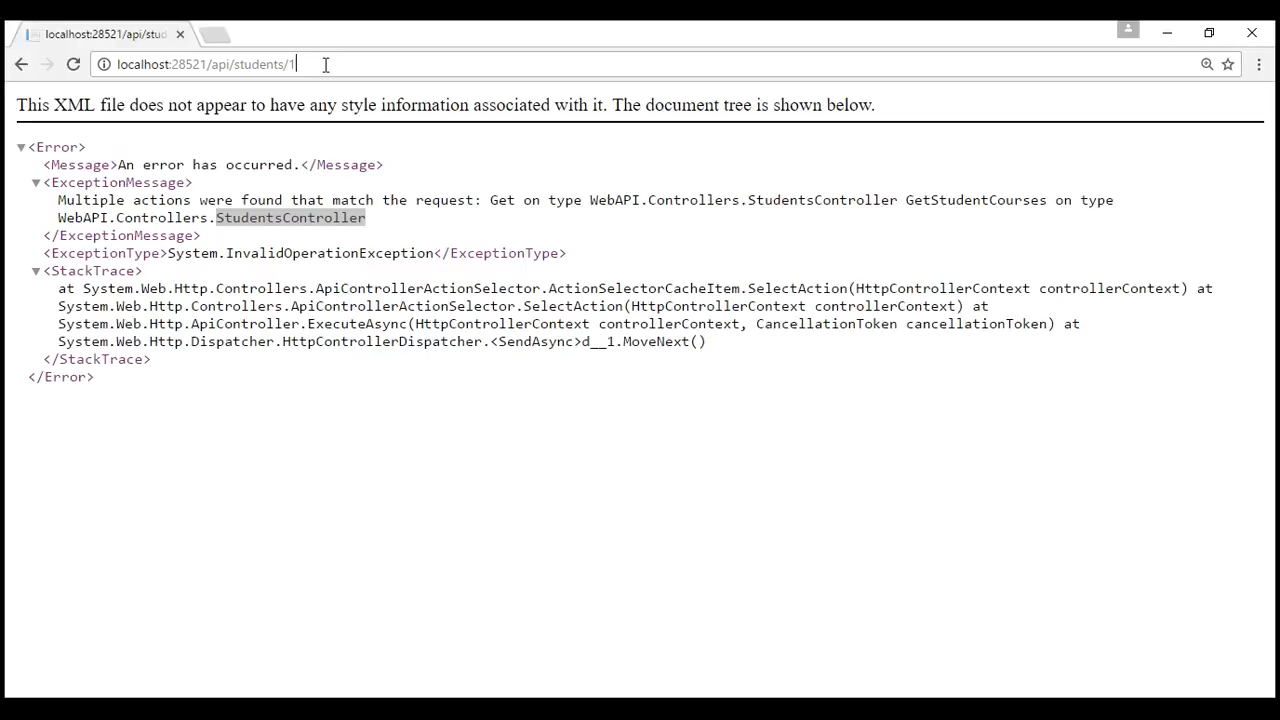 localhost:28521/api/stud
localhost:28521/api/students/1
This XML file does not appear to have any style information associated with it. The document tree is shown below.
<Error>
<Message>An error has occurred.</Message>
<ExceptionMessage>
Multiple actions were found that match the request: Get on type WebAPI.Controllers.StudentsController GetStudentCourses on type
WebAPI.Controllers.StudentsController
</ExceptionMessage>
<ExceptionType>System.InvalidOperationException</ExceptionType>
<StackTrace>
at System.Web.Http.Controllers.ApiControllerActionSelector.ActionSelectorCacheItem.SelectAction(HttpControllerContext controllerContext) at
System.Web.Http.Controllers.ApiControllerActionSelector.SelectAction(HttpControllerContext controllerContext) at
System.Web.Http.ApiController.ExecuteAsync(HttpControllerContext controllerContext, CancellationToken cancellationToken) at
System.Web.Http.Dispatcher.HttpControllerDispatcher.<SendAsync>d__1.MoveNext()
</StackTrace>
</Error>